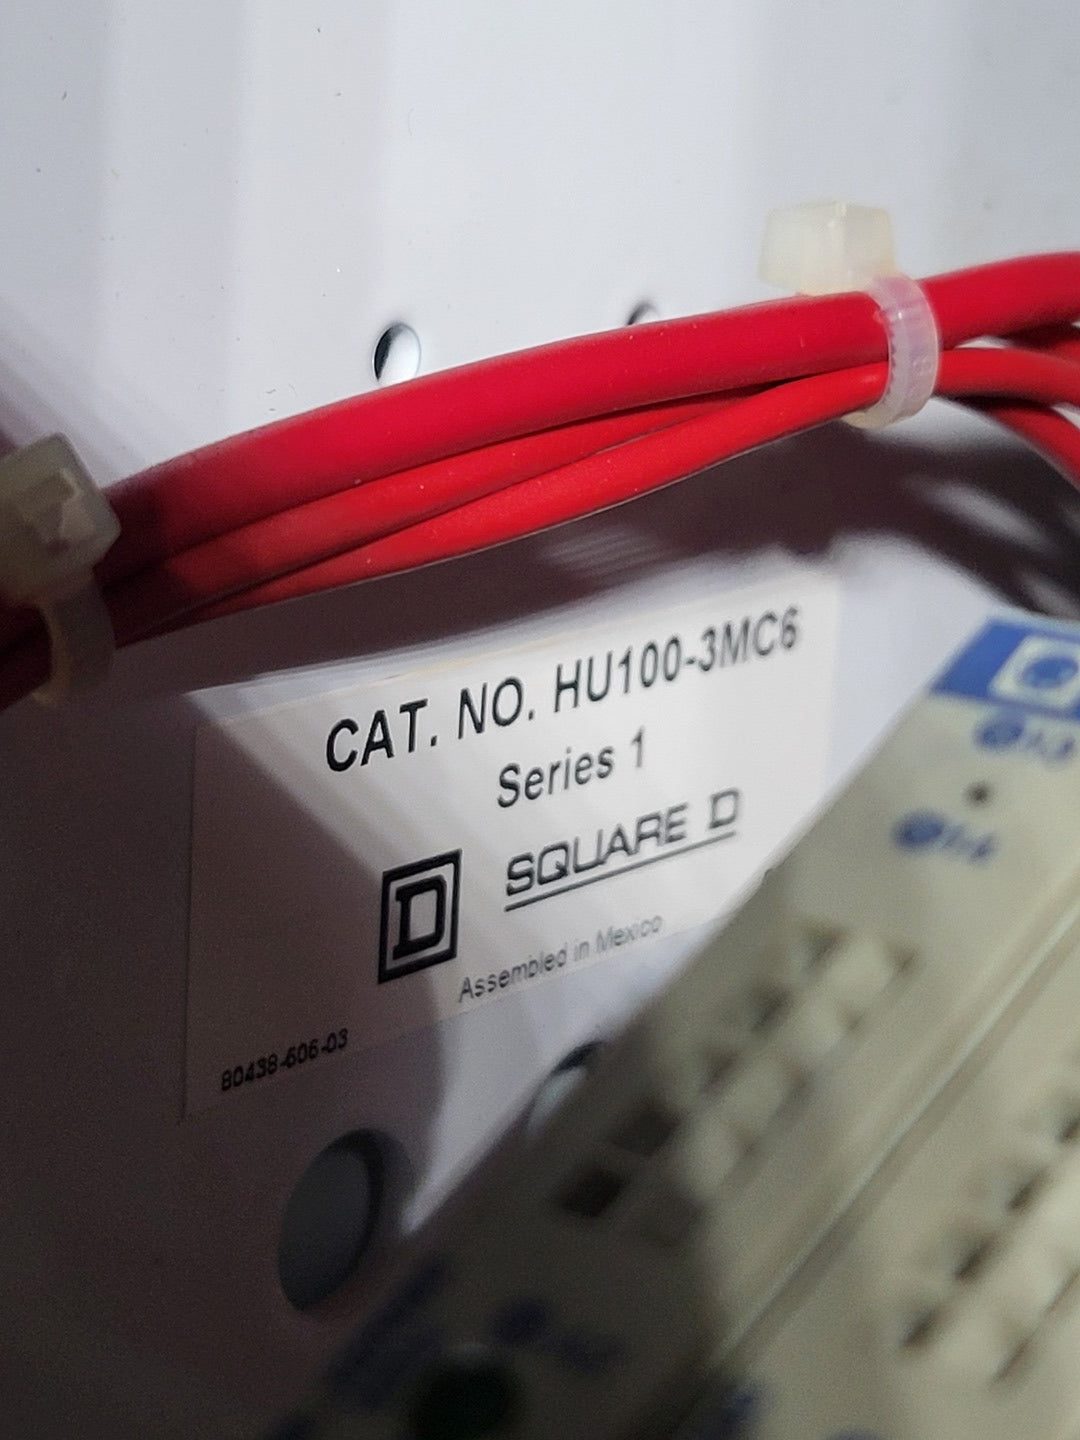 CAT. NO. HU100-3MC6
Series 1
D SQUARE D
Assembled in Mexico
80438-606-03